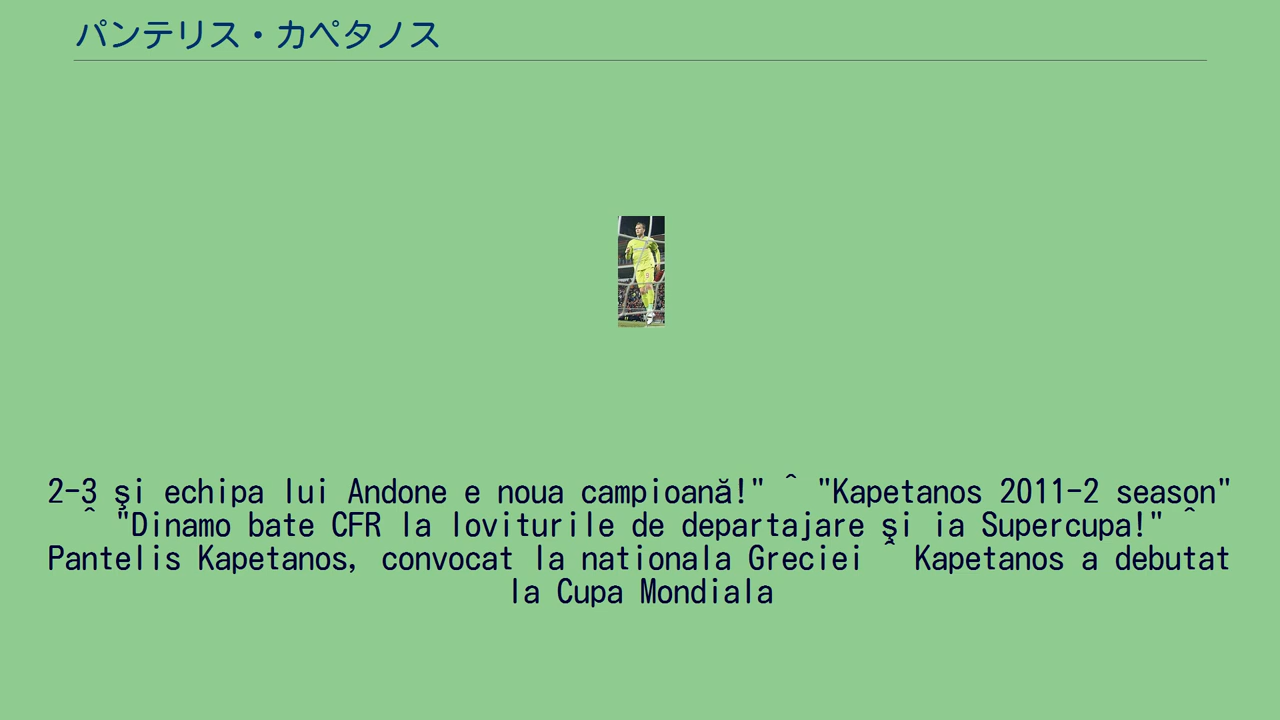 パンテリス・カペタノス
2-3 şi echipa lui Andone e noua campioană!" ^ "Kapetanos 2011-2 season"
^ "Dinamo bate CFR la loviturile de departajare şi ia Supercupa!" ^
Pantelis Kapetanos, convocat la nationala Greciei ^ Kapetanos a debutat
la Cupa Mondiala